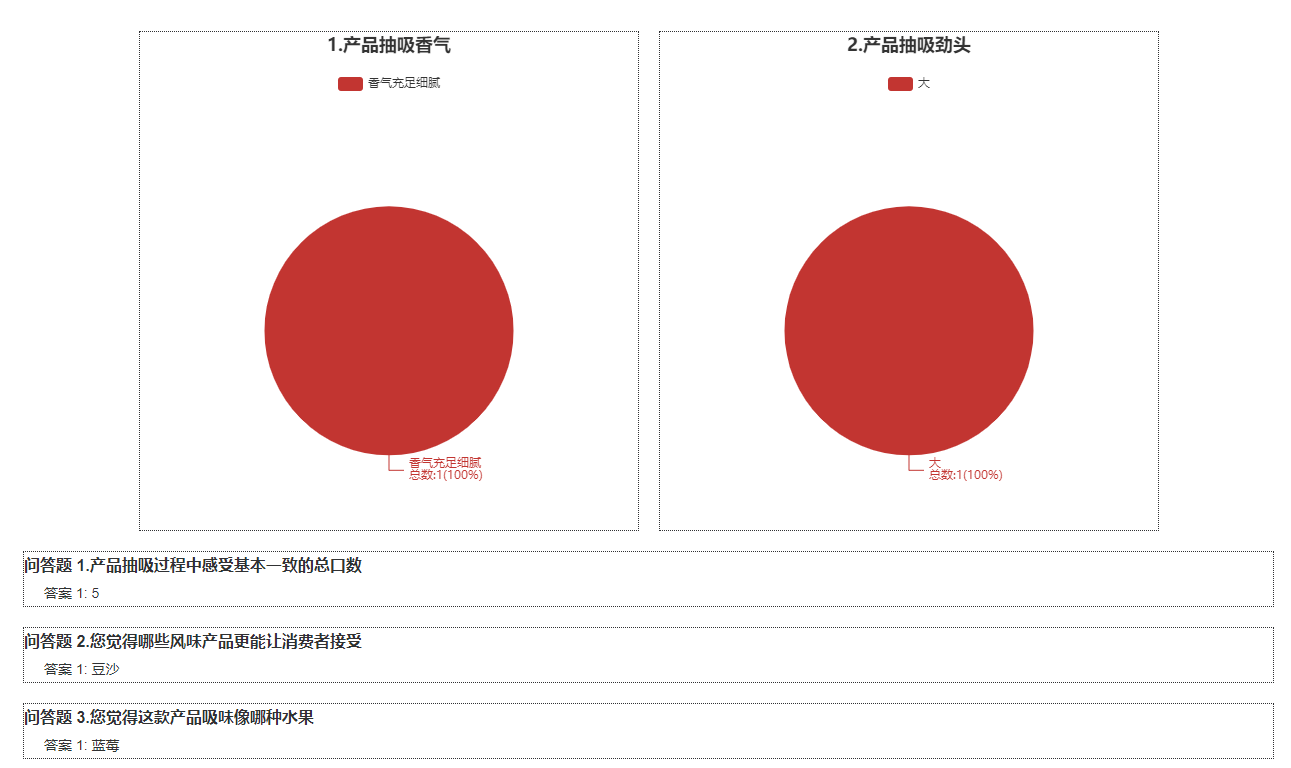 1.产品抽吸香气
香气充足细腻
香气充足细腻
总数:1(100%)
2.产品抽吸劲头
大
大
总数:1(100%)
问答题 1.产品抽吸过程中感受基本一致的总口数
答案 1: 5
问答题 2.您觉得哪些风味产品更能让消费者接受
答案 1: 豆沙
问答题 3.您觉得这款产品吸味像哪种水果
答案 1: 蓝莓